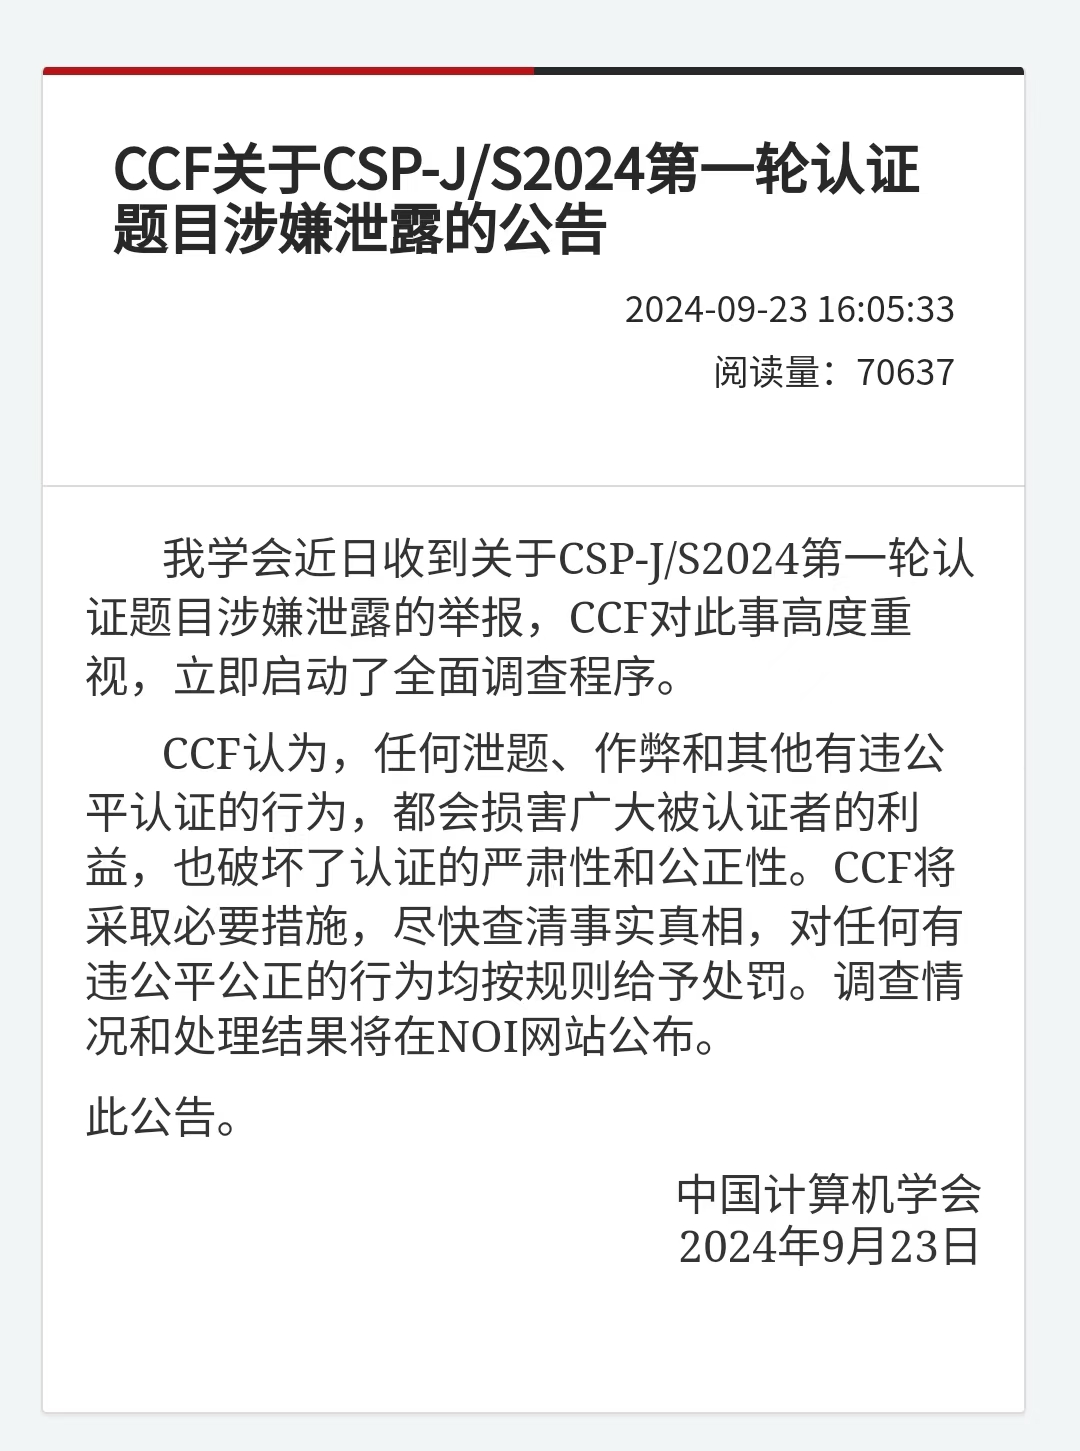 CCF关于CSP-J/S2024第一轮认证
题目涉嫌泄露的公告
2024-09-23 16:05:33
阅读量：70637
我学会近日收到关于CSP-J/S2024第一轮认
证题目涉嫌泄露的举报，CCF对此事高度重
视，立即启动了全面调查程序。
CCF认为，任何泄题、作弊和其他有违公
平认证的行为，都会损害广大被认证者的利
益，也破坏了认证的严肃性和公正性。CCF将
采取必要措施，尽快查清事实真相，对任何有
违公平公正的行为均按规则给予处罚。调查情
况和处理结果将在NOI网站公布。
此公告。
中国计算机学会
2024年9月23日